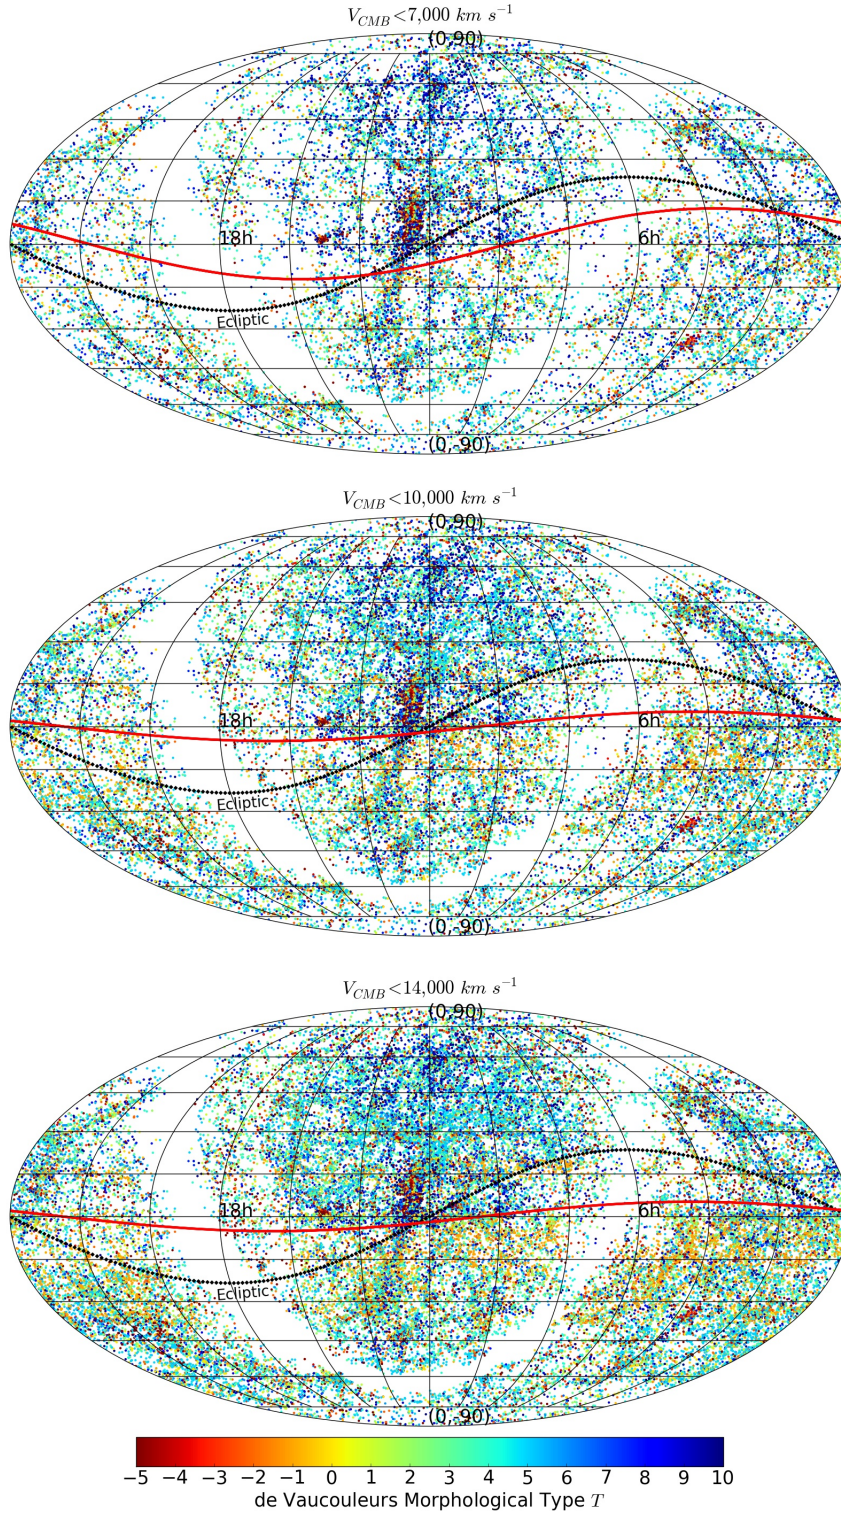 V_CMB<7,000 km s⁻¹
(0,90)
18h
6h
Ecliptic
(0,-90)
V_CMB<10,000 km s⁻¹
(0,90)
18h
6h
Ecliptic
(0,-90)
V_CMB<14,000 km s⁻¹
(0,90)
18h
6h
Ecliptic
(0,-90)
−5 −4 −3 −2 −1 0 1 2 3 4 5 6 7 8 9 10
de Vaucouleurs Morphological Type T